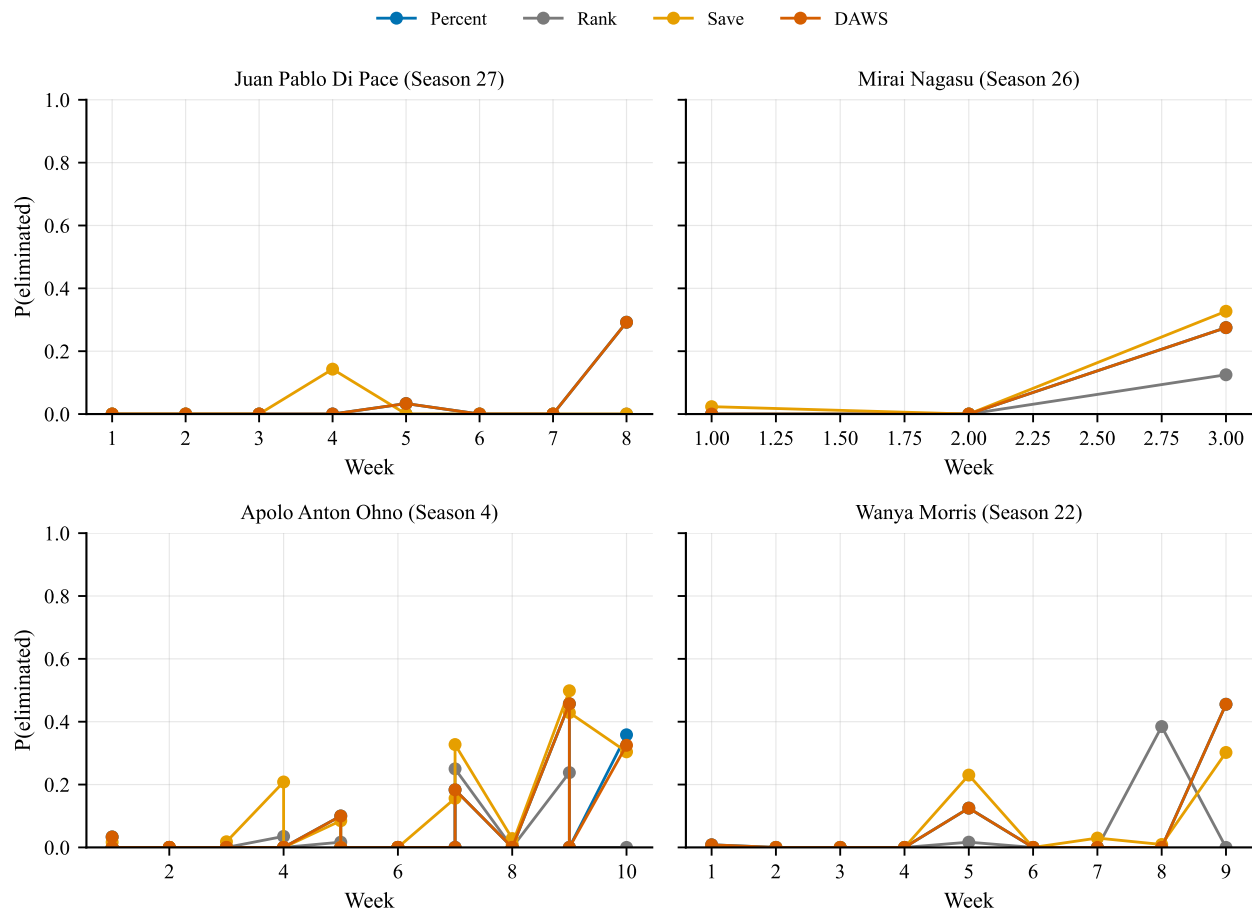 Percent Rank Save DAWS
Juan Pablo Di Pace (Season 27)
1.0
0.8
0.6
0.4
0.2
0.0
P(eliminated)
1 2 3 4 5 6 7 8
Week
Mirai Nagasu (Season 26)
1.00 1.25 1.50 1.75 2.00 2.25 2.50 2.75 3.00
Week
Apolo Anton Ohno (Season 4)
1.0
0.8
0.6
0.4
0.2
0.0
P(eliminated)
2 4 6 8 10
Week
Wanya Morris (Season 22)
1 2 3 4 5 6 7 8 9
Week